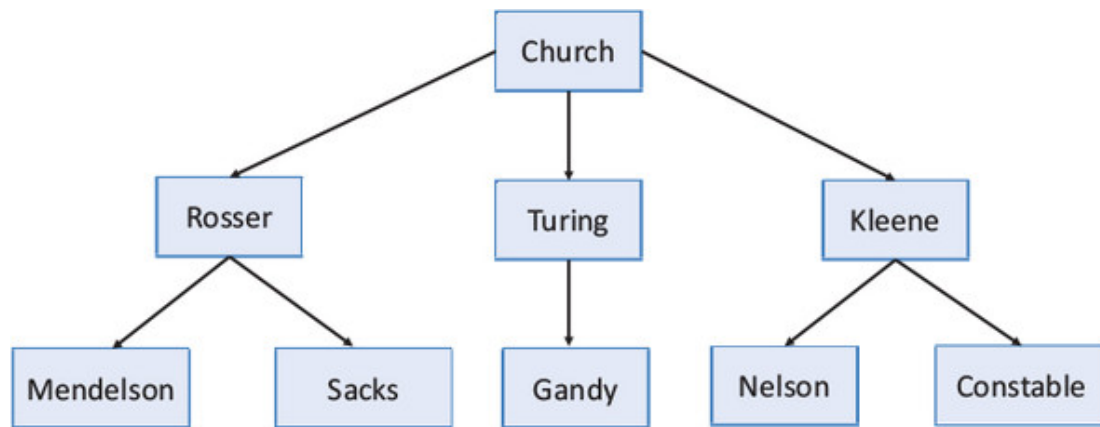 Church
Rosser
Turing
Kleene
Mendelson
Sacks
Gandy
Nelson
Constable